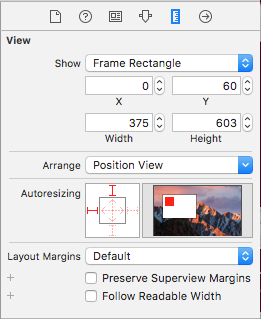 View
Show Frame Rectangle
0 60
X Y
375 603
Width Height
Arrange Position View
Autoresizing
Layout Margins Default
+ Preserve Superview Margins
+ Follow Readable Width